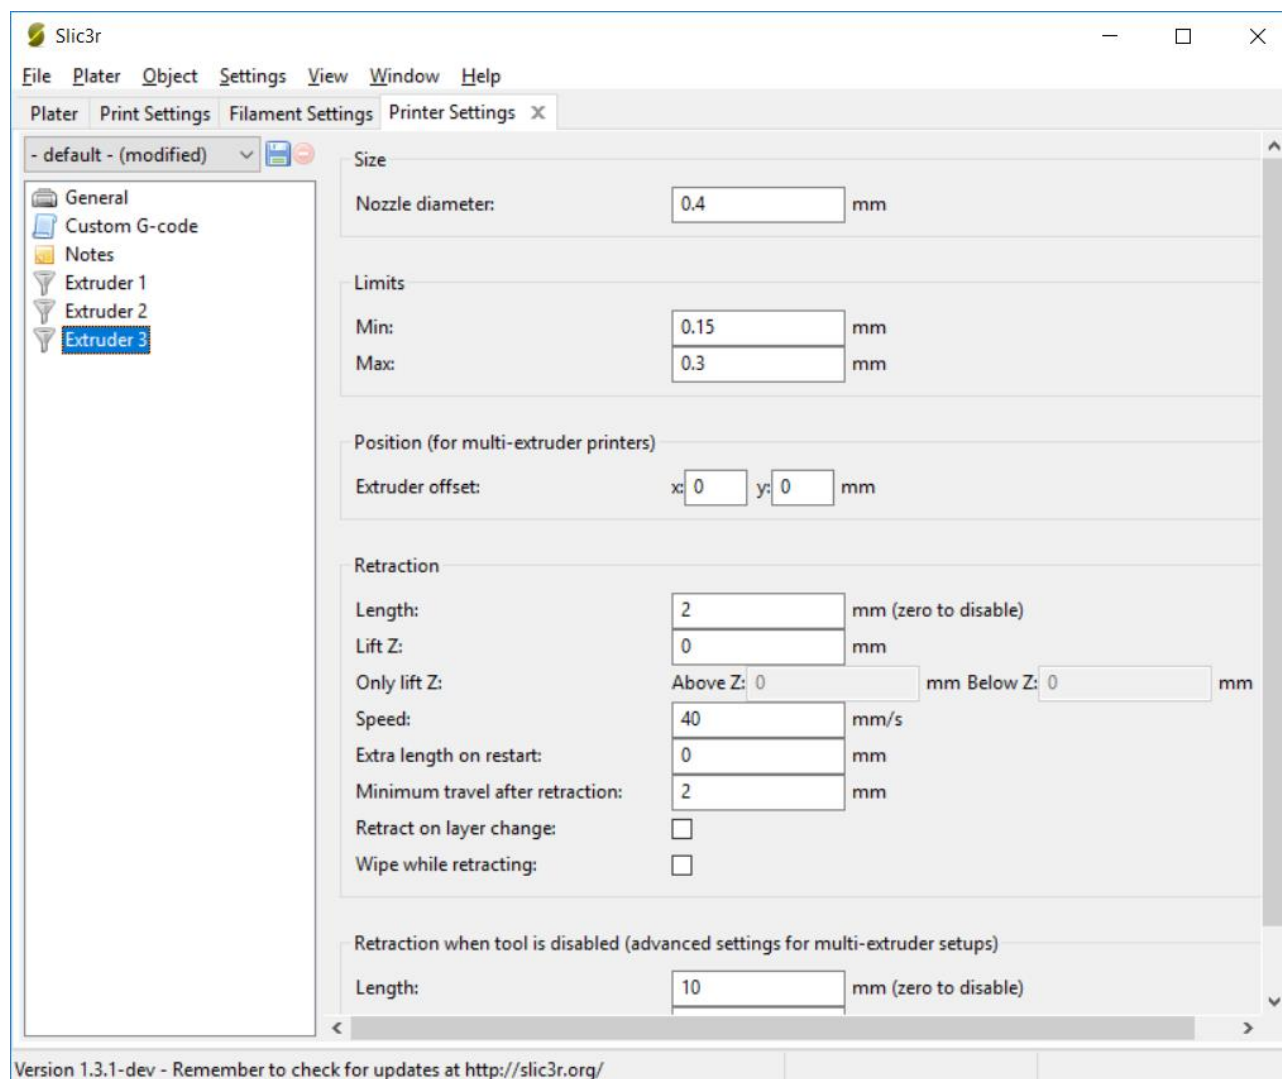 Slic3r
File Plater Object Settings View Window Help
Plater Print Settings Filament Settings Printer Settings
- default - (modified)
General
Custom G-code
Notes
Extruder 1
Extruder 2
Extruder 3
Size
Nozzle diameter: 0.4 mm
Limits
Min: 0.15 mm
Max: 0.3 mm
Position (for multi-extruder printers)
Extruder offset: x: 0 y: 0 mm
Retraction
Length: 2 mm (zero to disable)
Lift Z: 0 mm
Only lift Z: Above Z: 0 mm Below Z: 0 mm
Speed: 40 mm/s
Extra length on restart: 0 mm
Minimum travel after retraction: 2 mm
Retract on layer change:
Wipe while retracting:
Retraction when tool is disabled (advanced settings for multi-extruder setups)
Length: 10 mm (zero to disable)
Version 1.3.1-dev - Remember to check for updates at http://slic3r.org/